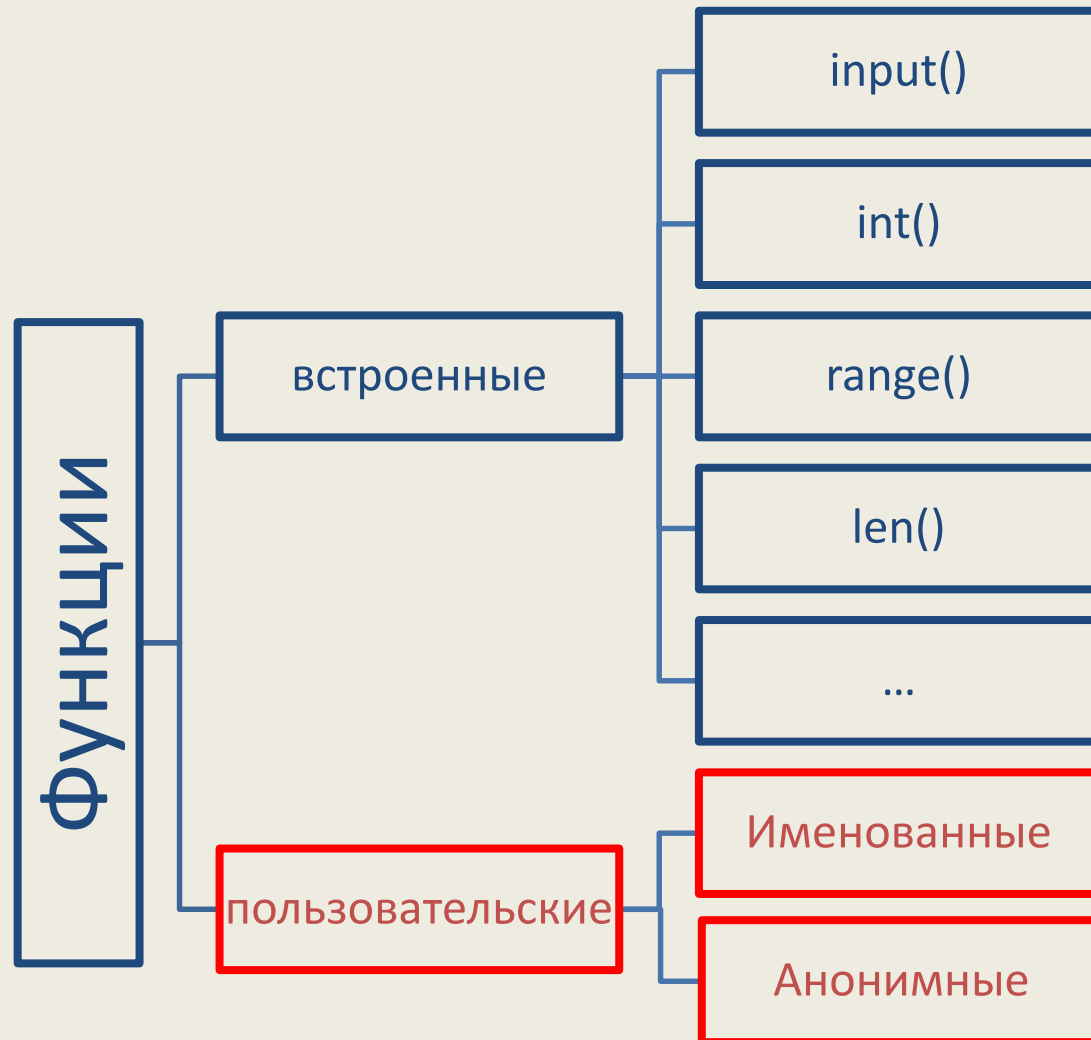 Функции
встроенные
input()
int()
range()
len()
...
пользовательские
Именованные
Анонимные